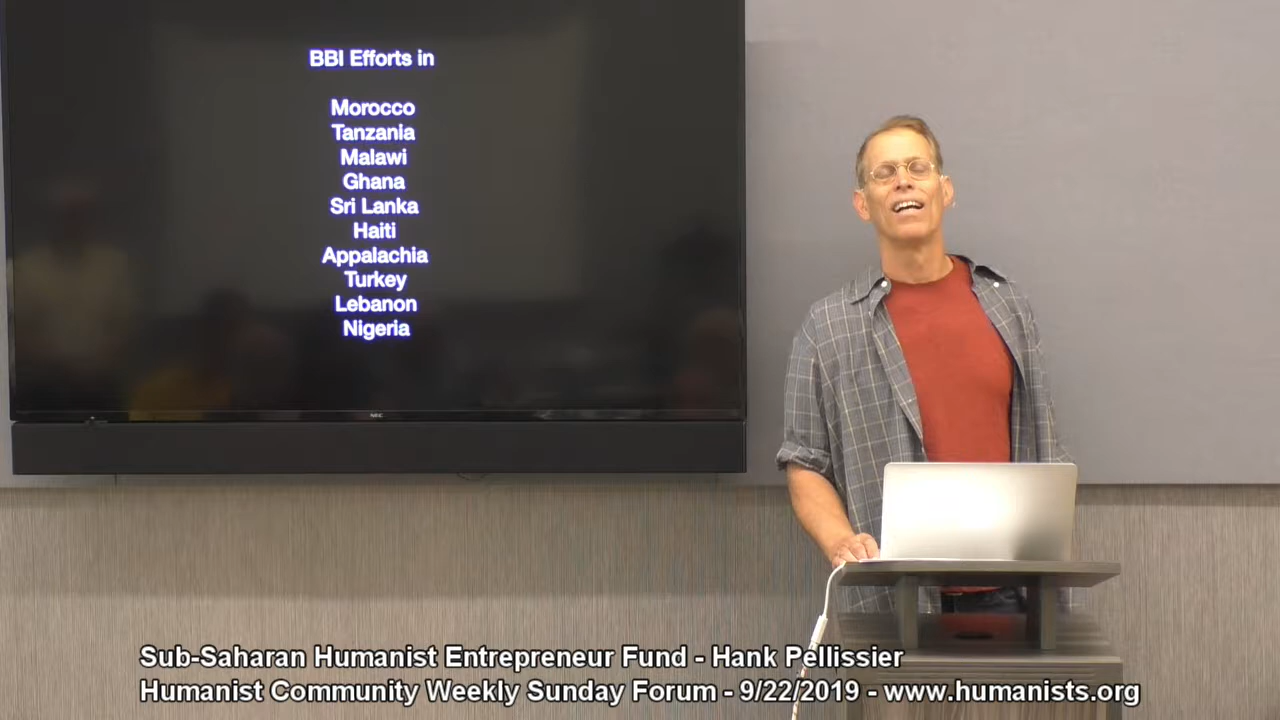 BBI Efforts in
Morocco
Tanzania
Malawi
Ghana
Sri Lanka
Haiti
Appalachia
Turkey
Lebanon
Nigeria
NEC
Sub-Saharan Humanist Entrepreneur Fund - Hank Pellissier
Humanist Community Weekly Sunday Forum - 9/22/2019 - www.humanists.org